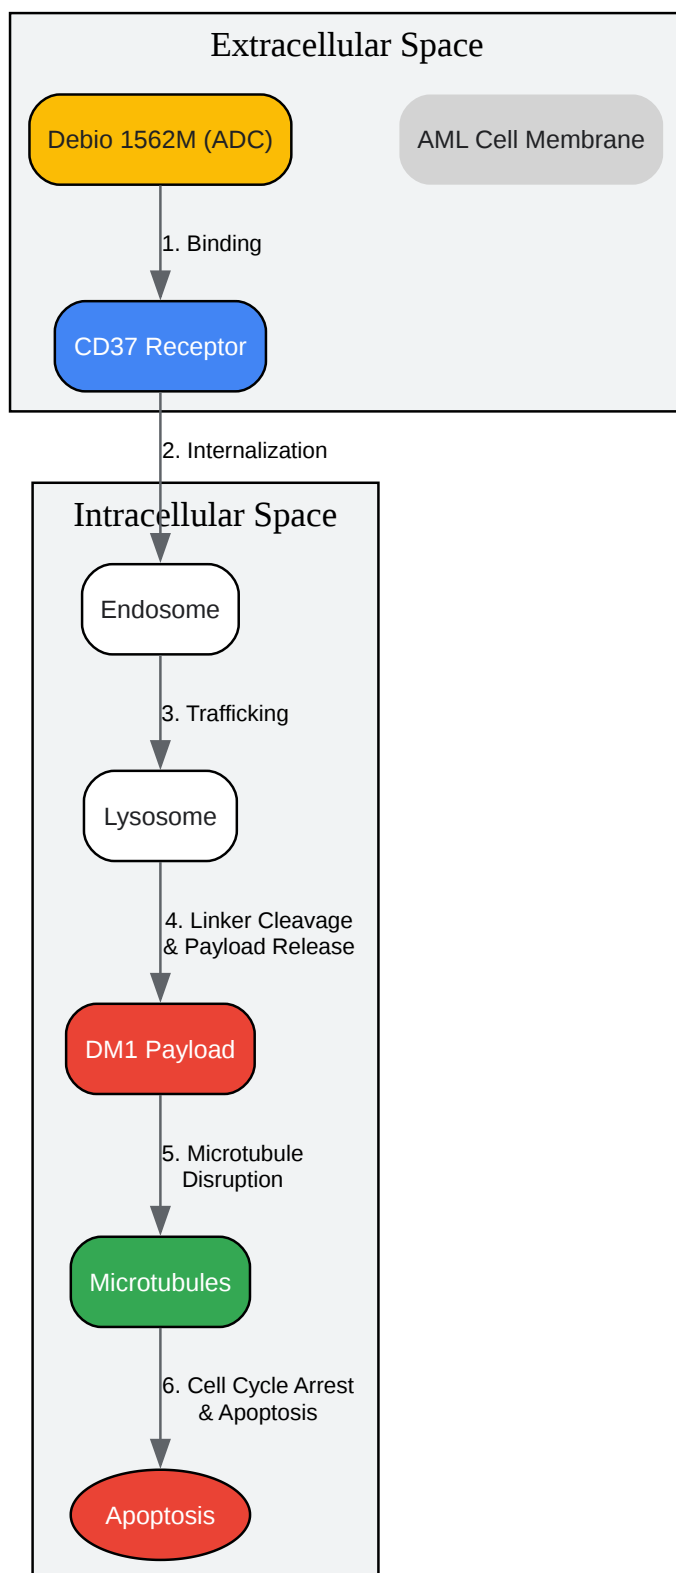 Extracellular Space
Debio 1562M (ADC)
AML Cell Membrane
1. Binding
CD37 Receptor
2. Internalization
Intracellular Space
Endosome
3. Trafficking
Lysosome
4. Linker Cleavage
& Payload Release
DM1 Payload
5. Microtubule
Disruption
Microtubules
6. Cell Cycle Arrest
& Apoptosis
Apoptosis